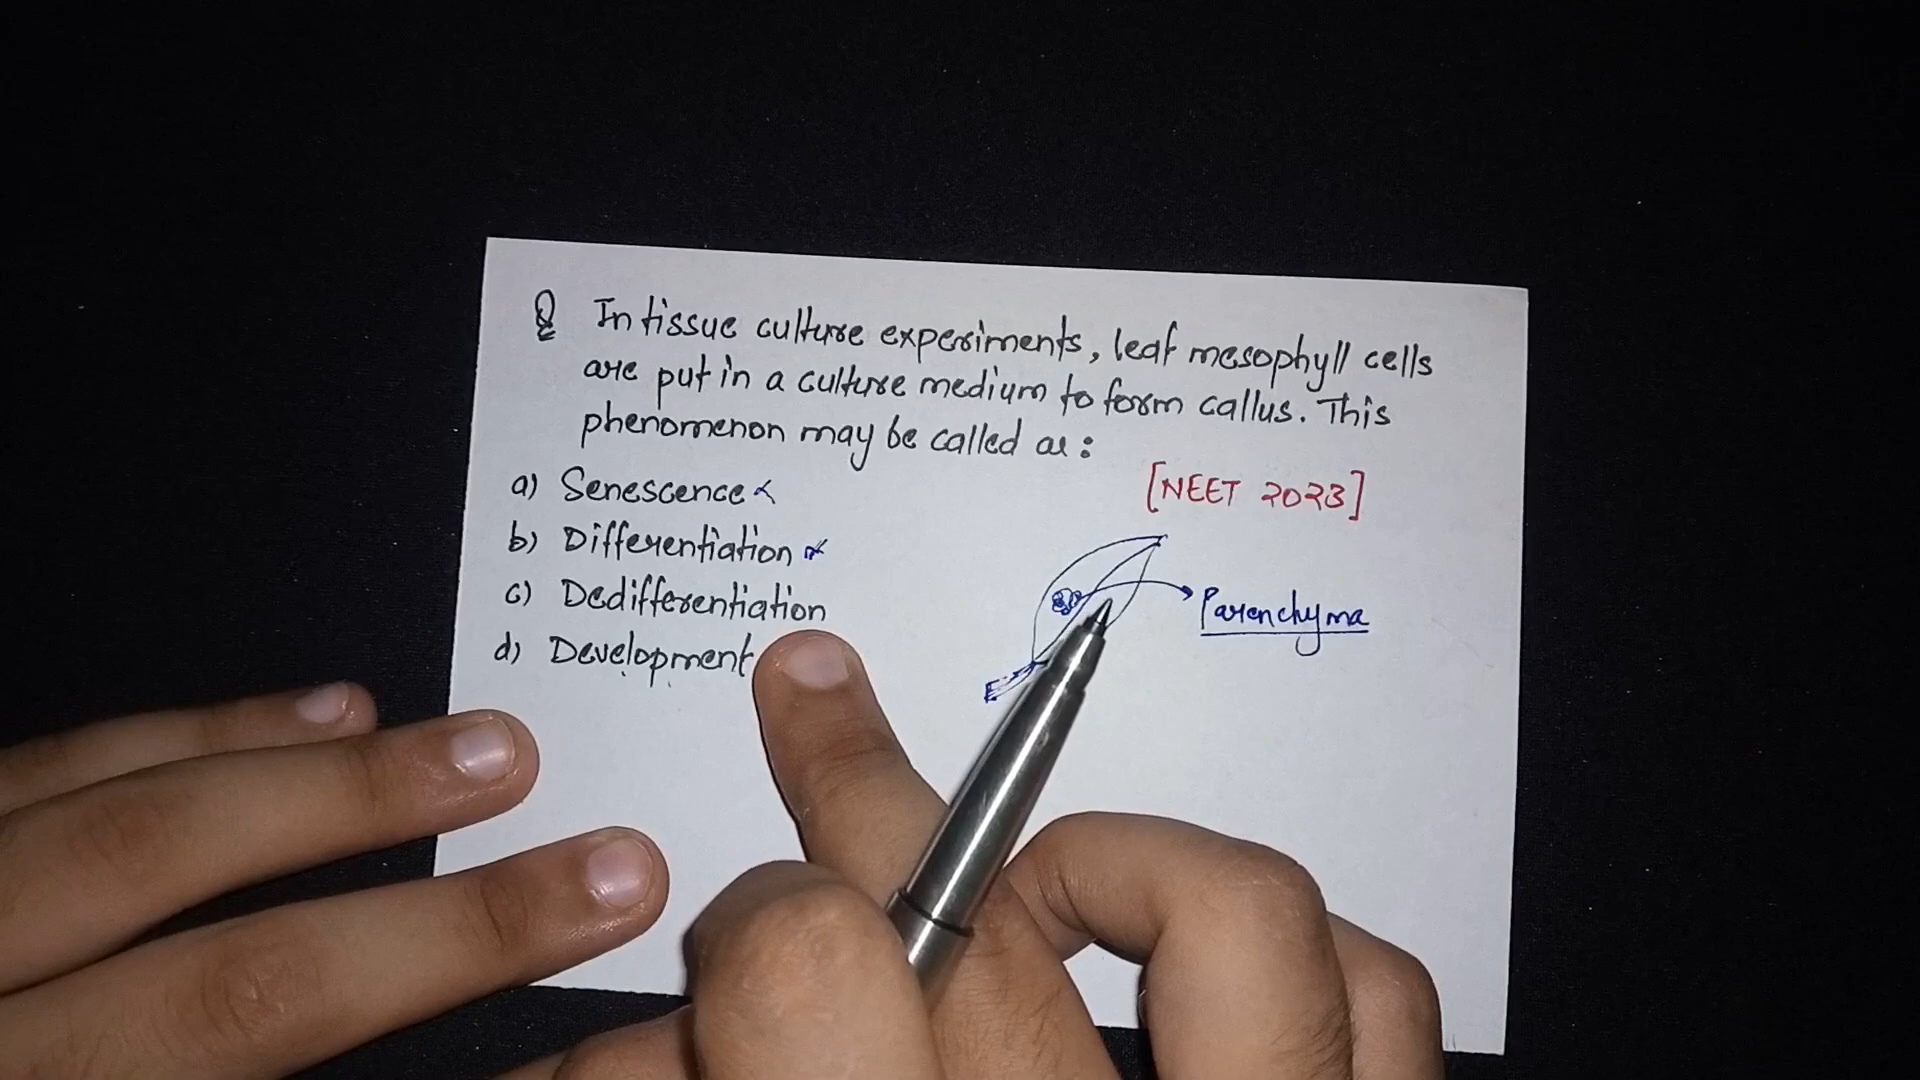 Q In tissue culture experiments, leaf mesophyll cells
are put in a culture medium to form callus. This
phenomenon may be called as:
[NEET 2023]
a) Senescence ×
b) Differentiation ×
c) Dedifferentiation
d) Development
Parenchyma